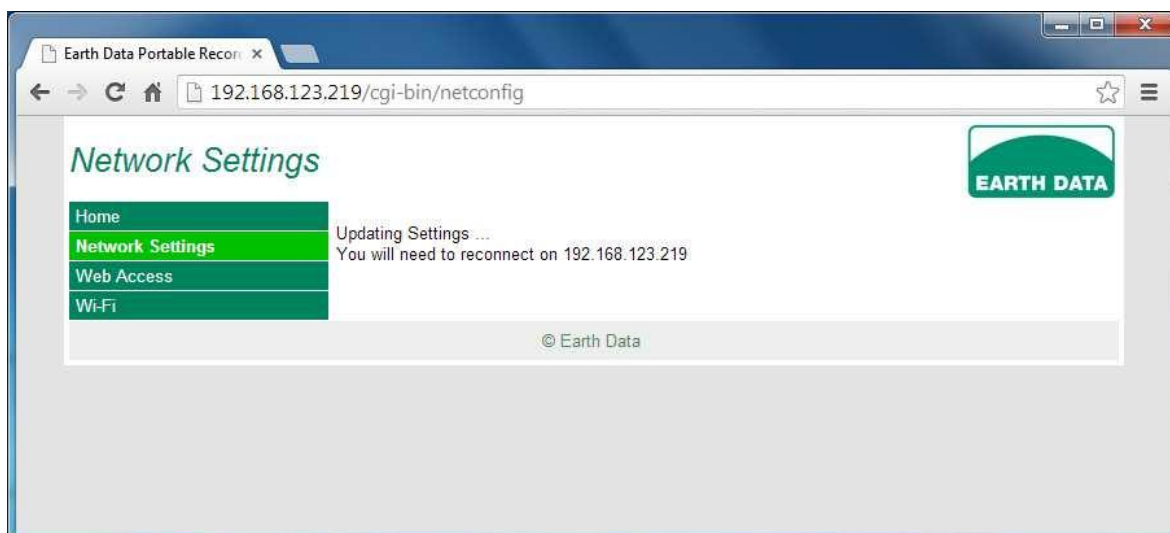 Earth Data Portable Recor
192.168.123.219/cgi-bin/netconfig
Network Settings
EARTH DATA
Home
Network Settings
Web Access
Wi-Fi
Updating Settings ...
You will need to reconnect on 192.168.123.219
© Earth Data